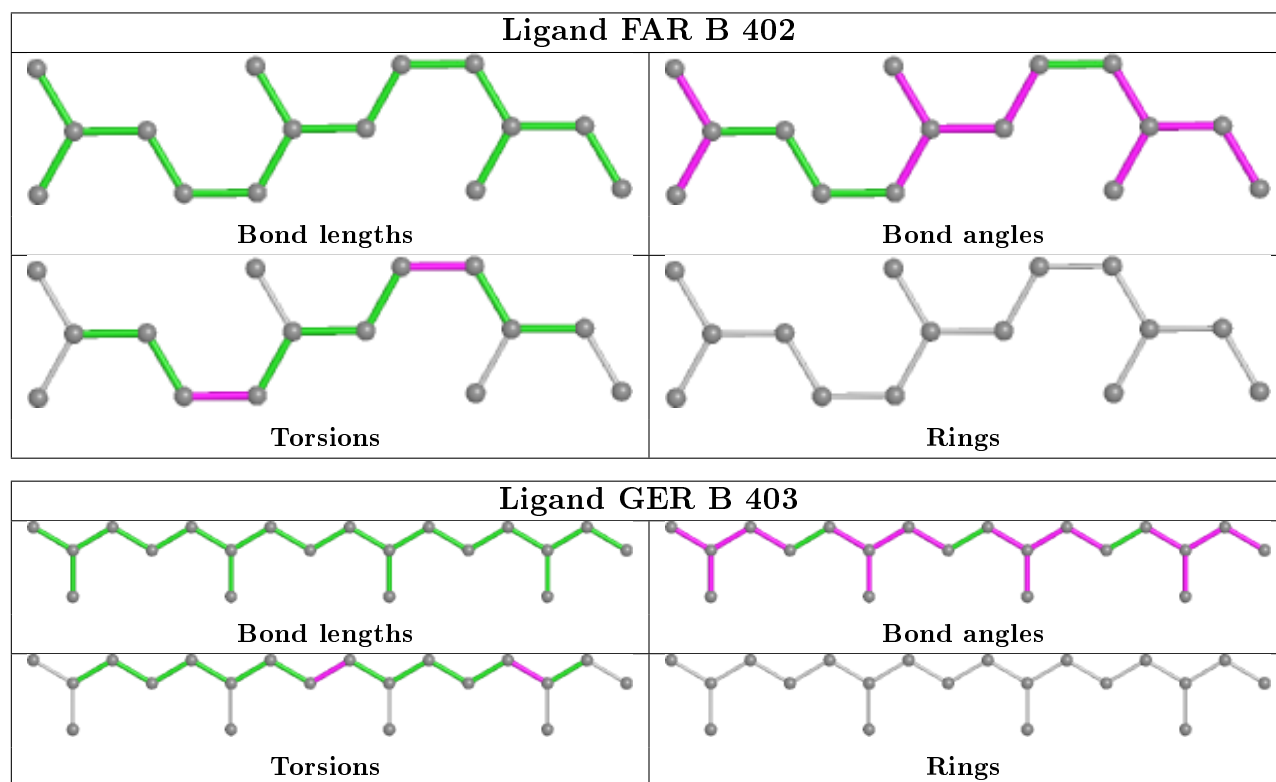 Ligand FAR B 402
Bond lengths
Bond angles
Torsions
Rings
Ligand GER B 403
Bond lengths
Bond angles
Torsions
Rings